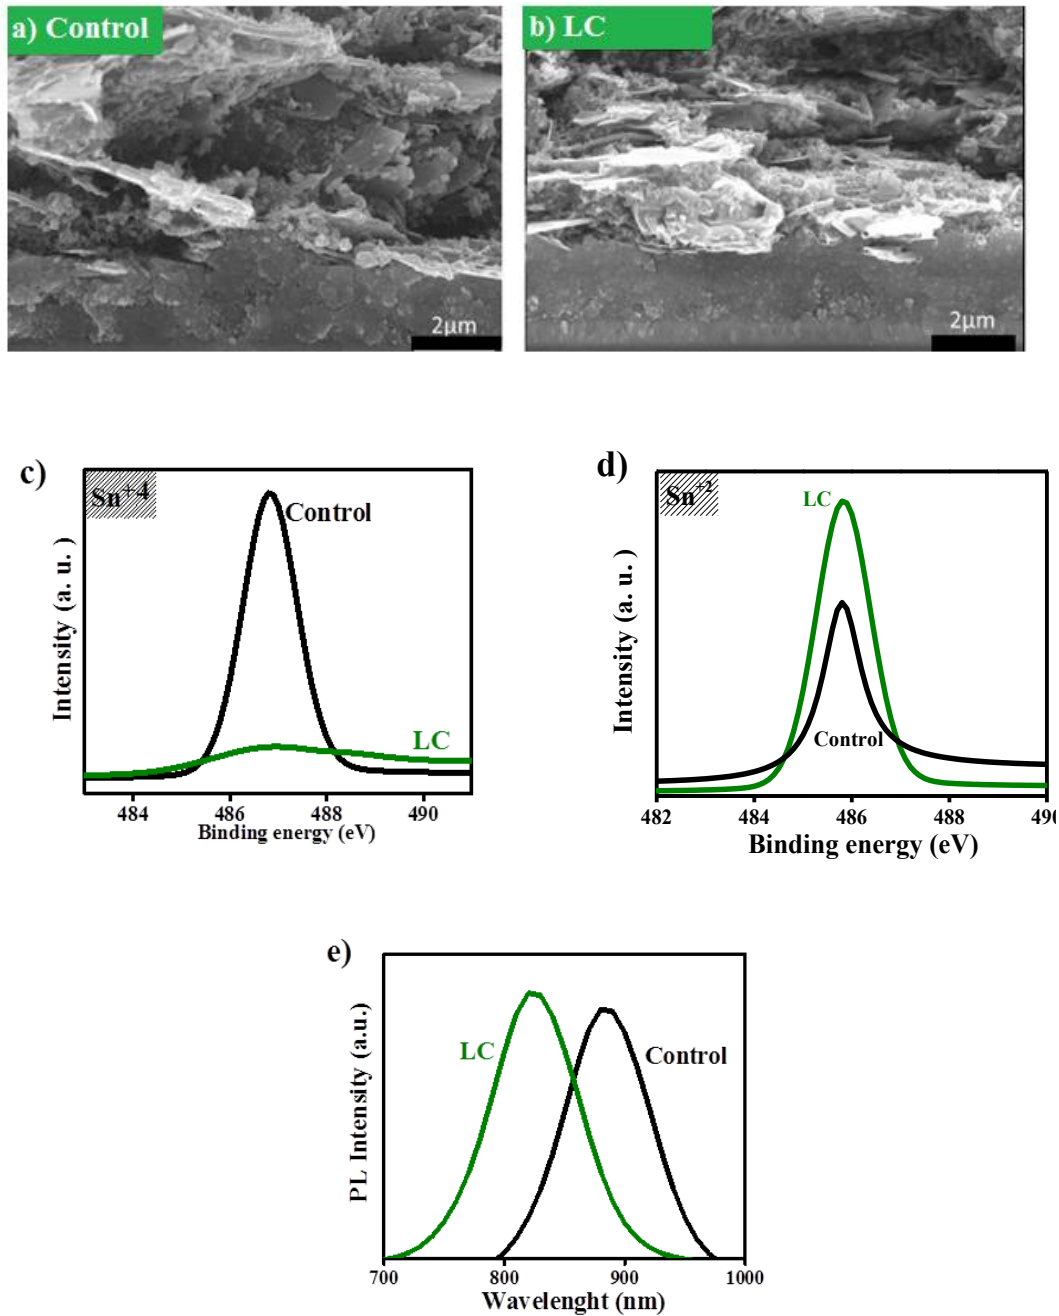 a) Control
b) LC
2μm
2μm
c)
Sn+4
Control
LC
Intensity (a. u. )
484 486 488 490
Binding energy (eV)
d)
Sn+2
LC
Control
Intensity (a. u. )
482 484 486 488 490
Binding energy (eV)
e)
LC
Control
PL Intensity (a.u.)
700 800 900 1000
Wavelenght (nm)